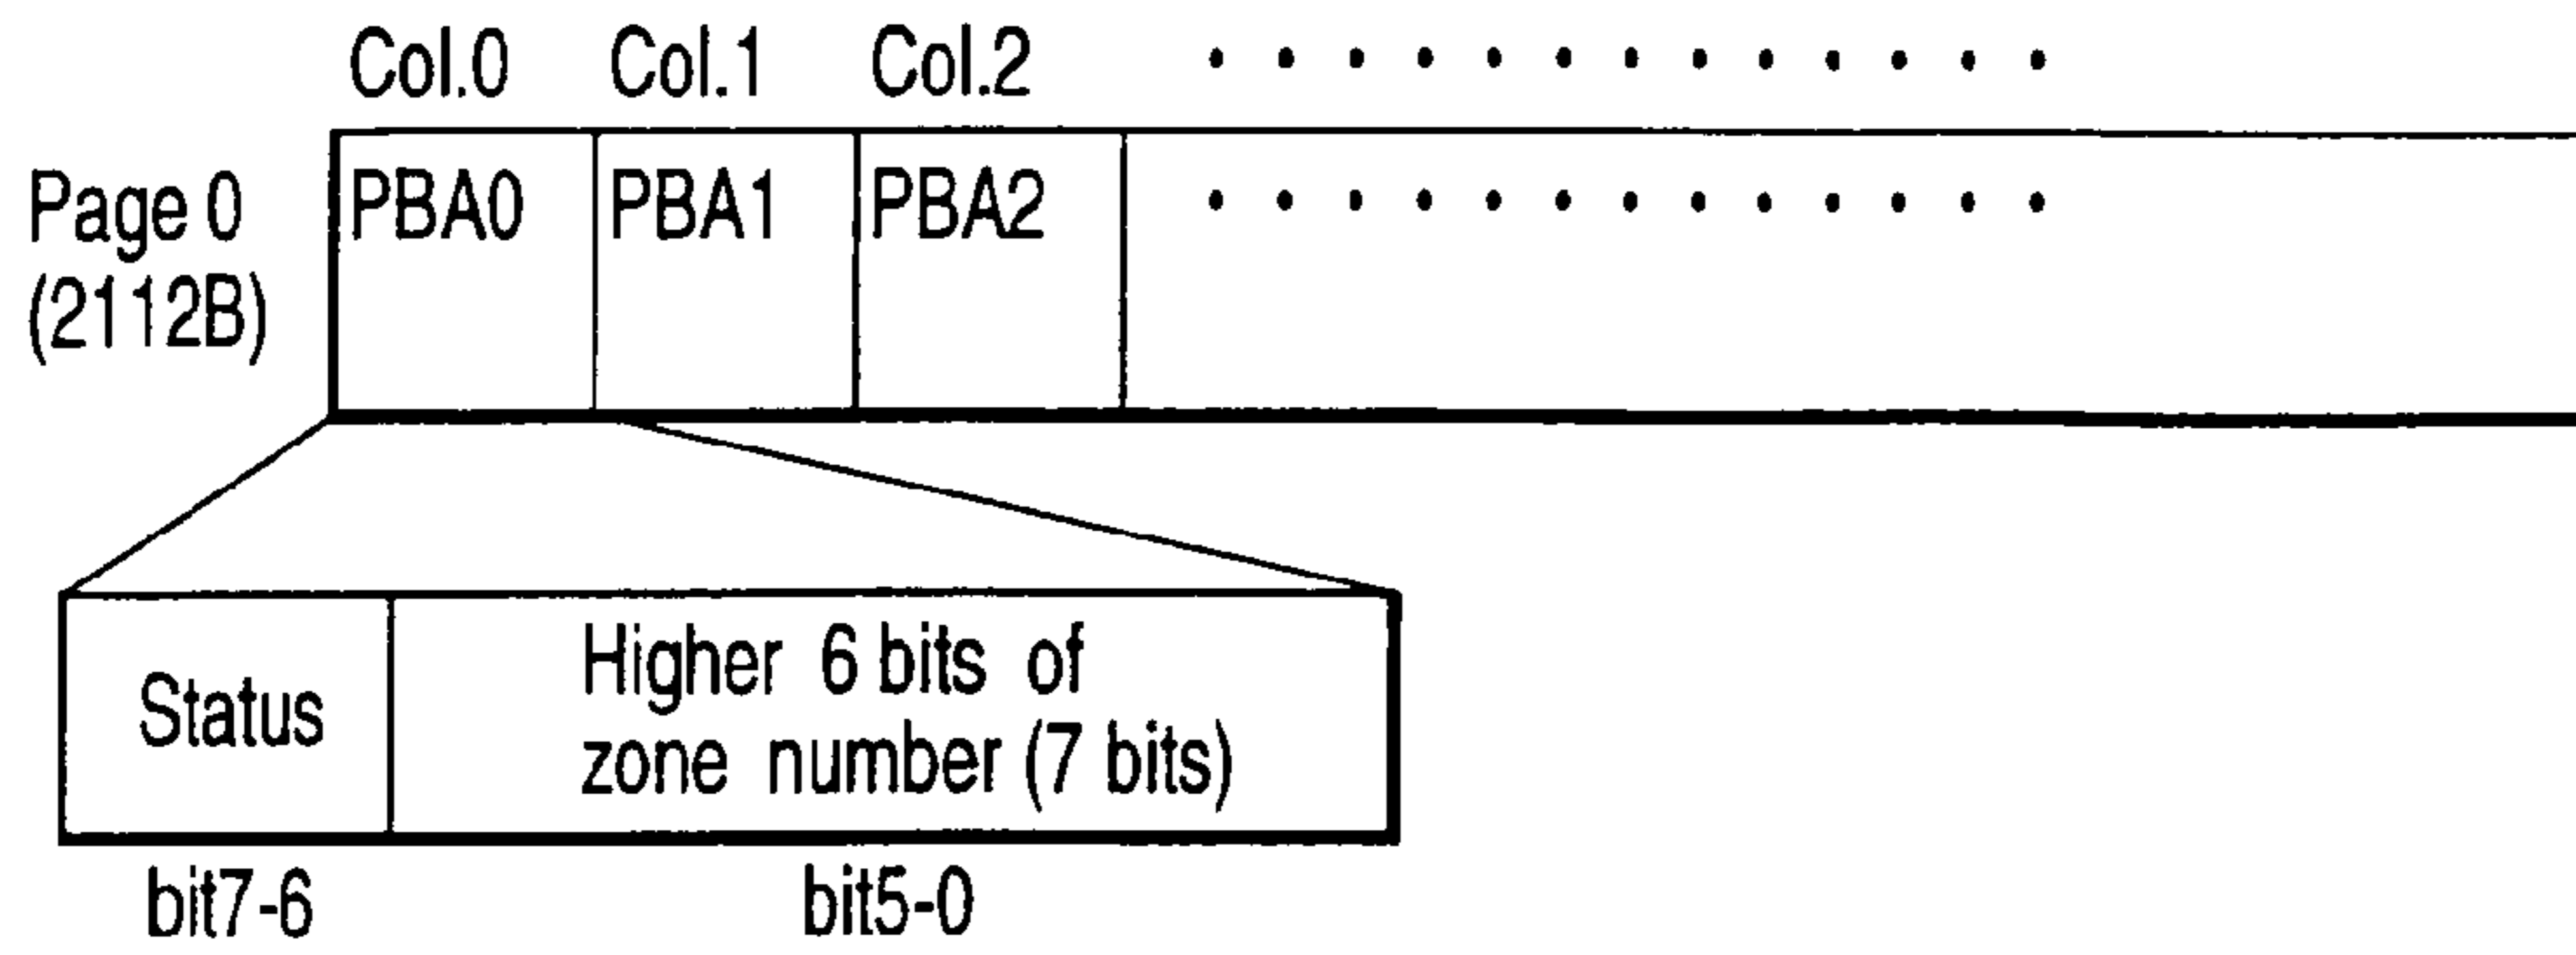 Col.0 Col.1 Col.2 . . . . . . . . . . . . .
Page 0 PBA0 PBA1 PBA2 . . . . . . . . . . . . .
(2112B)
Status
Higher 6 bits of
zone number (7 bits)
bit7-6 bit5-0